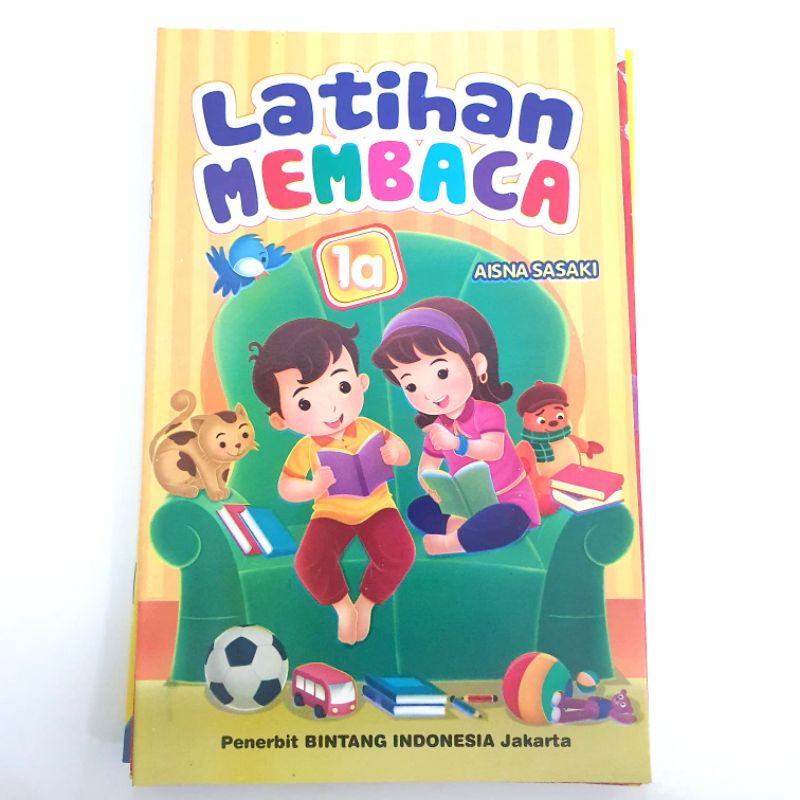 Latihan
MEMBACA
1a
AISNA SASAKI
Penerbit BINTANG INDONESIA Jakarta